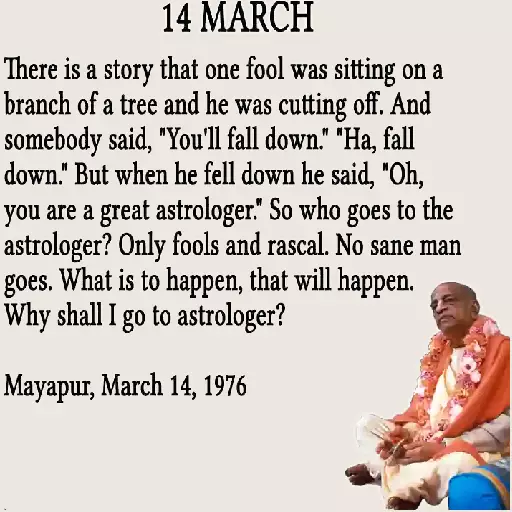 14 MARCH
There is a story that one fool was sitting on a
branch of a tree and he was cutting off. And
somebody said, "You'll fall down." "Ha, fall
down." But when he fell down he said, "Oh,
you are a great astrologer." So who goes to the
astrologer? Only fools and rascal. No sane man
goes. What is to happen, that will happen.
Why shall I go to astrologer?
Mayapur, March 14, 1976